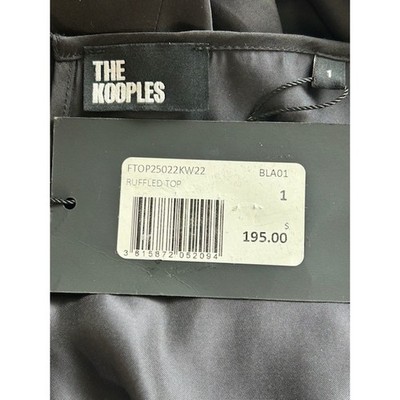 THE
KOOPLES
1
FTOP25022KW22 BLA01
RUFFLED TOP 1
$
195.00
3 615872 052094